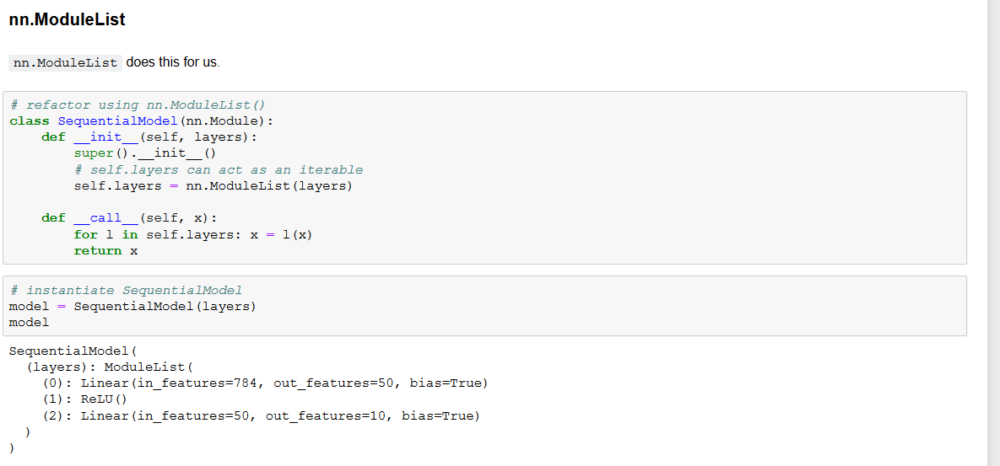 nn.ModuleList
nn.ModuleList does this for us.
# refactor using nn.ModuleList()
class SequentialModel(nn.Module):
    def __init__(self, layers):
        super().__init__()
        # self.layers can act as an iterable
        self.layers = nn.ModuleList(layers)

    def __call__(self, x):
        for l in self.layers: x = l(x)
        return x
# instantiate SequentialModel
model = SequentialModel(layers)
model
SequentialModel(
  (layers): ModuleList(
    (0): Linear(in_features=784, out_features=50, bias=True)
    (1): ReLU()
    (2): Linear(in_features=50, out_features=10, bias=True)
  )
)